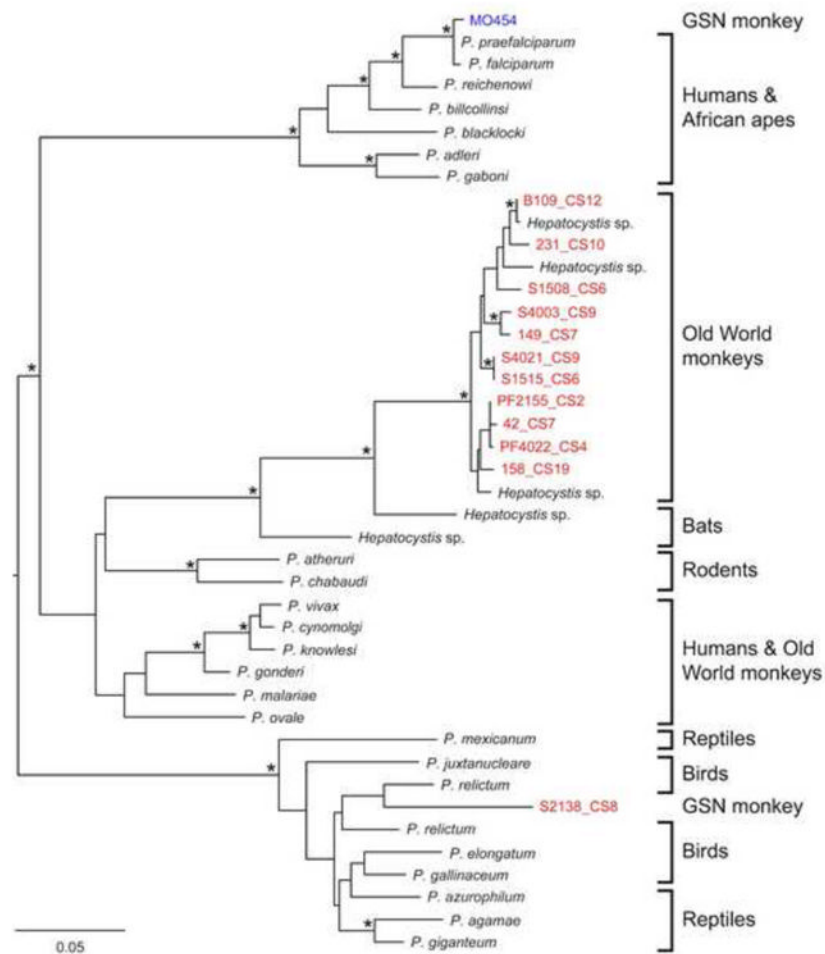 MO454
GSN monkey
P. praefalciparum
P. falciparum
P. reichenowi
P. billcollinsi
P. blacklocki
P. adleri
P. gaboni
Humans &
African apes
B109_CS12
Hepatocystis sp.
231_CS10
Hepatocystis sp.
S1508_CS6
S4003_CS9
149_CS7
S4021_CS9
S1515_CS6
PF2155_CS2
42_CS7
PF4022_CS4
158_CS19
Hepatocystis sp.
Old World
monkeys
Hepatocystis sp.
Hepatocystis sp.
Bats
P. atheruri
P. chabaudi
Rodents
P. vivax
P. cynomolgi
P. knowlesi
P. gonderi
P. malariae
P. ovale
Humans & Old
World monkeys
P. mexicanum
Reptiles
P. juxtanucleare
P. relictum
Birds
S2138_CS8
GSN monkey
P. relictum
P. elongatum
P. gallinaceum
Birds
P. azurophilum
P. agamae
P. giganteum
Reptiles
0.05